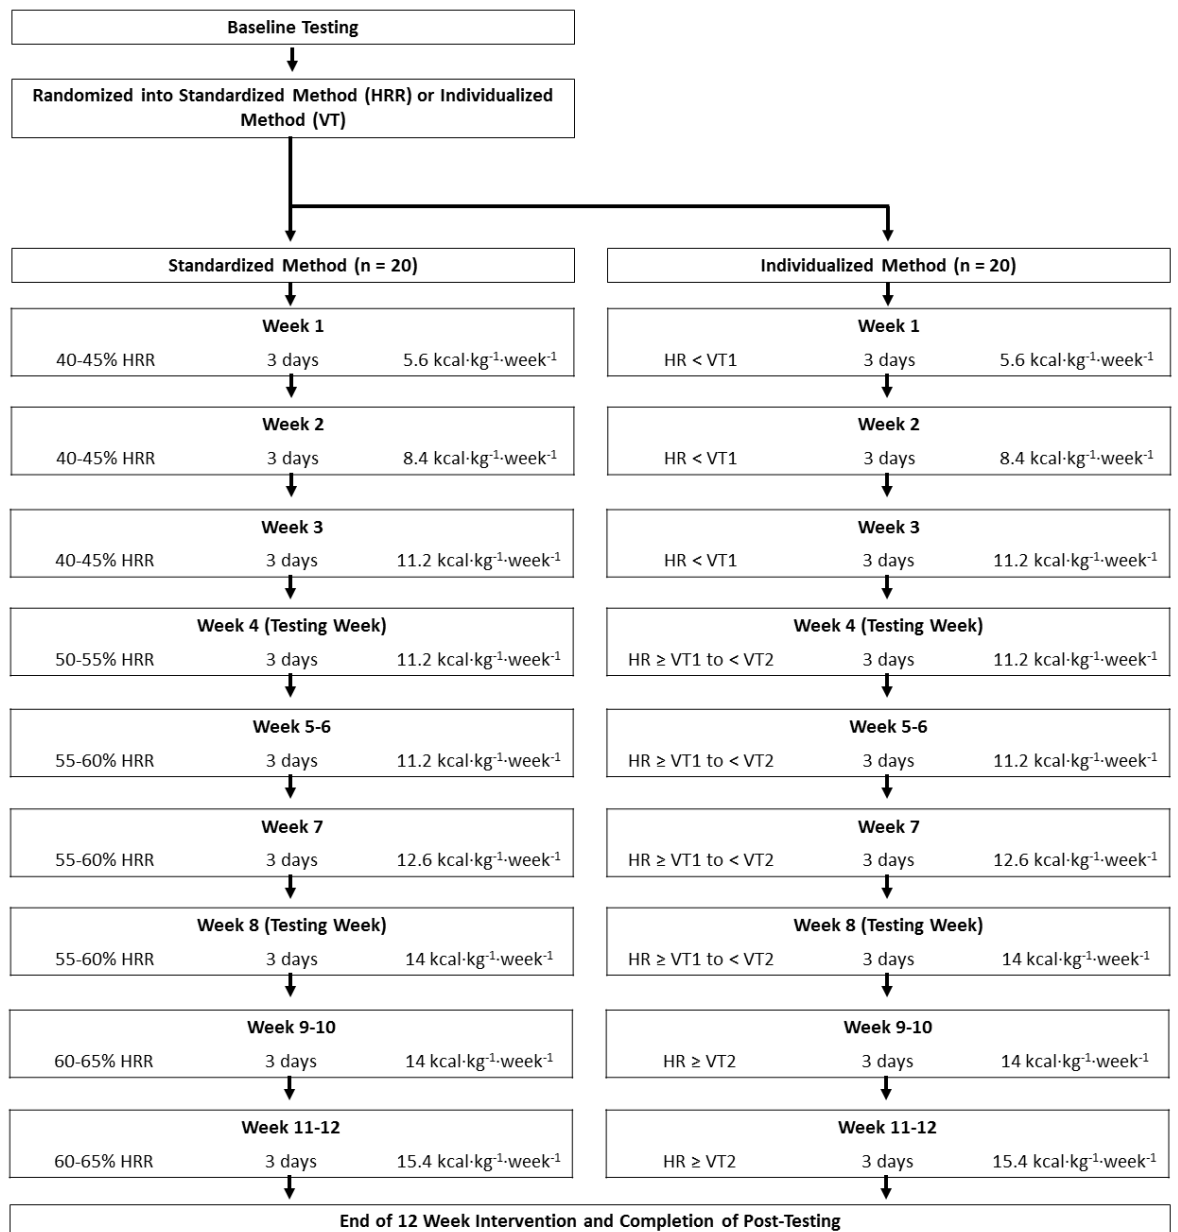 Baseline Testing
Randomized into Standardized Method (HRR) or Individualized
Method (VT)
Standardized Method (n = 20)
Week 1
40-45% HRR 3 days 5.6 kcal·kg⁻¹·week⁻¹
Week 2
40-45% HRR 3 days 8.4 kcal·kg⁻¹·week⁻¹
Week 3
40-45% HRR 3 days 11.2 kcal·kg⁻¹·week⁻¹
Week 4 (Testing Week)
50-55% HRR 3 days 11.2 kcal·kg⁻¹·week⁻¹
Week 5-6
55-60% HRR 3 days 11.2 kcal·kg⁻¹·week⁻¹
Week 7
55-60% HRR 3 days 12.6 kcal·kg⁻¹·week⁻¹
Week 8 (Testing Week)
55-60% HRR 3 days 14 kcal·kg⁻¹·week⁻¹
Week 9-10
60-65% HRR 3 days 14 kcal·kg⁻¹·week⁻¹
Week 11-12
60-65% HRR 3 days 15.4 kcal·kg⁻¹·week⁻¹
Individualized Method (n = 20)
Week 1
HR < VT1 3 days 5.6 kcal·kg⁻¹·week⁻¹
Week 2
HR < VT1 3 days 8.4 kcal·kg⁻¹·week⁻¹
Week 3
HR < VT1 3 days 11.2 kcal·kg⁻¹·week⁻¹
Week 4 (Testing Week)
HR ≥ VT1 to < VT2 3 days 11.2 kcal·kg⁻¹·week⁻¹
Week 5-6
HR ≥ VT1 to < VT2 3 days 11.2 kcal·kg⁻¹·week⁻¹
Week 7
HR ≥ VT1 to < VT2 3 days 12.6 kcal·kg⁻¹·week⁻¹
Week 8 (Testing Week)
HR ≥ VT1 to < VT2 3 days 14 kcal·kg⁻¹·week⁻¹
Week 9-10
HR ≥ VT2 3 days 14 kcal·kg⁻¹·week⁻¹
Week 11-12
HR ≥ VT2 3 days 15.4 kcal·kg⁻¹·week⁻¹
End of 12 Week Intervention and Completion of Post-Testing